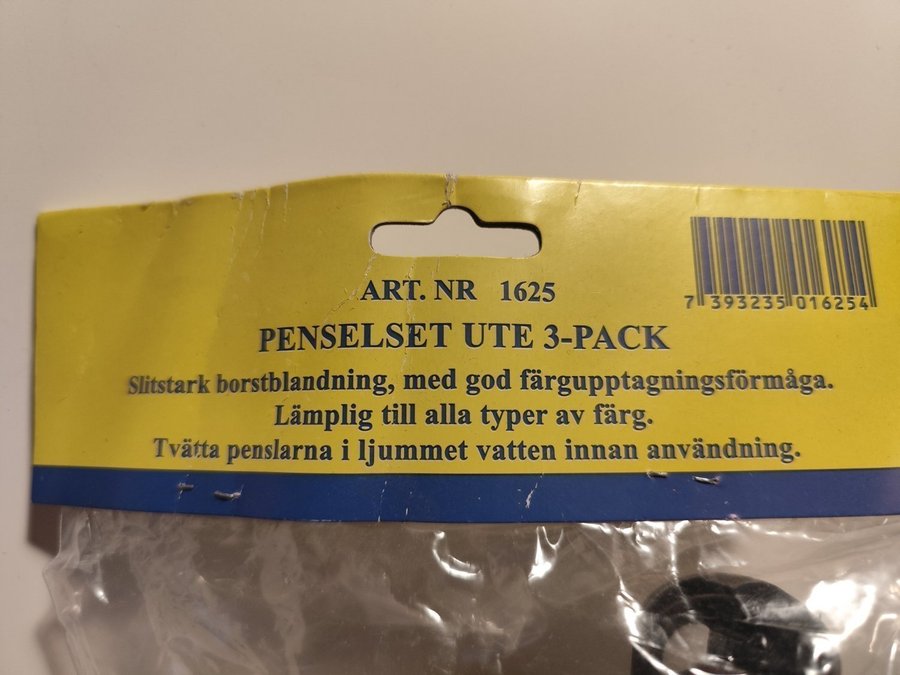 ART. NR 1625
7 393235 016254
PENSELSET UTE 3-PACK
Slitstark borstblandning, med god färgupptagningsförmåga.
Lämplig till alla typer av färg.
Tvätta penslarna i ljummet vatten innan användning.